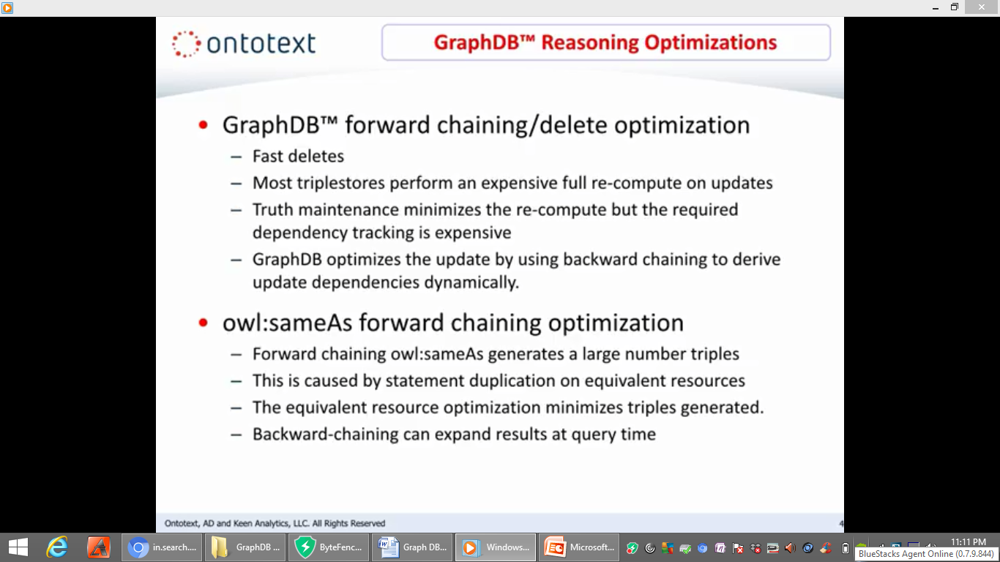 ontotext
GraphDB™ Reasoning Optimizations
• GraphDB™ forward chaining/delete optimization
– Fast deletes
– Most triplestores perform an expensive full re-compute on updates
– Truth maintenance minimizes the re-compute but the required
dependency tracking is expensive
– GraphDB optimizes the update by using backward chaining to derive
update dependencies dynamically.
• owl:sameAs forward chaining optimization
– Forward chaining owl:sameAs generates a large number triples
– This is caused by statement duplication on equivalent resources
– The equivalent resource optimization minimizes triples generated.
– Backward-chaining can expand results at query time
Ontotext, AD and Keen Analytics, LLC. All Rights Reserved
4
in.search.... GraphDB ... ByteFenc... Graph DB... Windows... Microsoft... 11:11 PM
BlueStacks Agent Online (0.7.9.844)